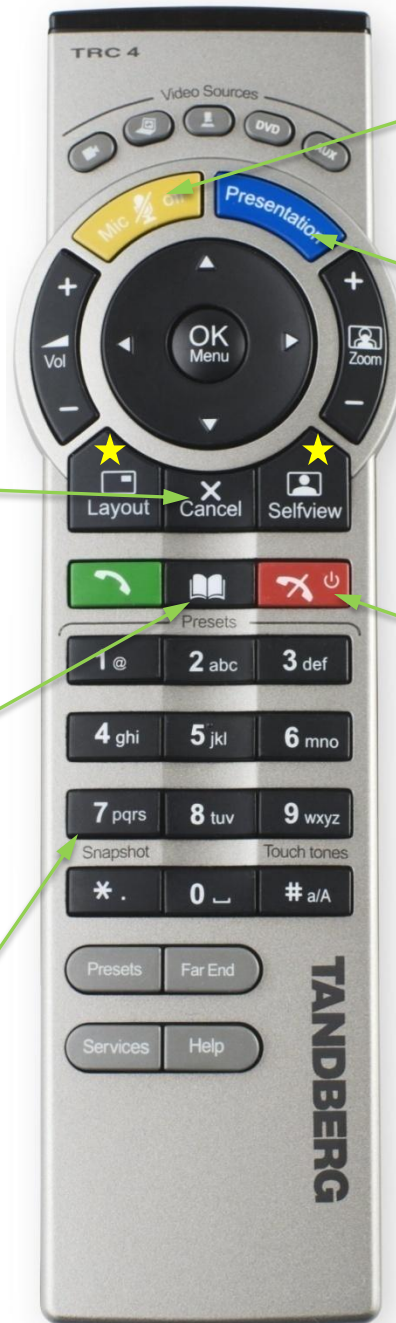 TRC 4
Video Sources
DVD
AUX
Mic off
Presentation
+
+
OK
Menu
Vol
Zoom
-
-
Layout
Cancel
Selfview
Presets
1 @
2 abc
3 def
4 ghi
5 jkl
6 mno
7 pqrs
8 tuv
9 wxyz
Snapshot
Touch tones
* .
0
# a/A
Presets
Far End
Services
Help
TANDBERG